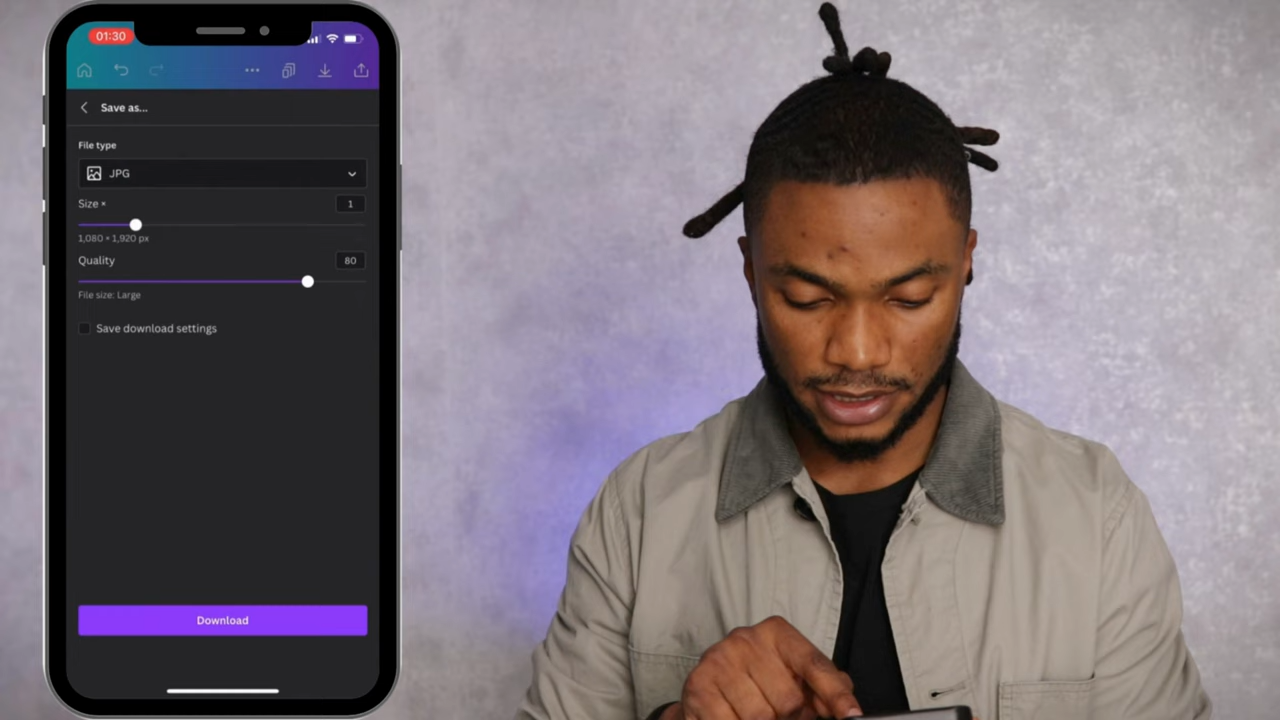 01:30
Save as...
File type
JPG
Size × 1
1,080 × 1,920 px
Quality 80
File size: Large
Save download settings
Download